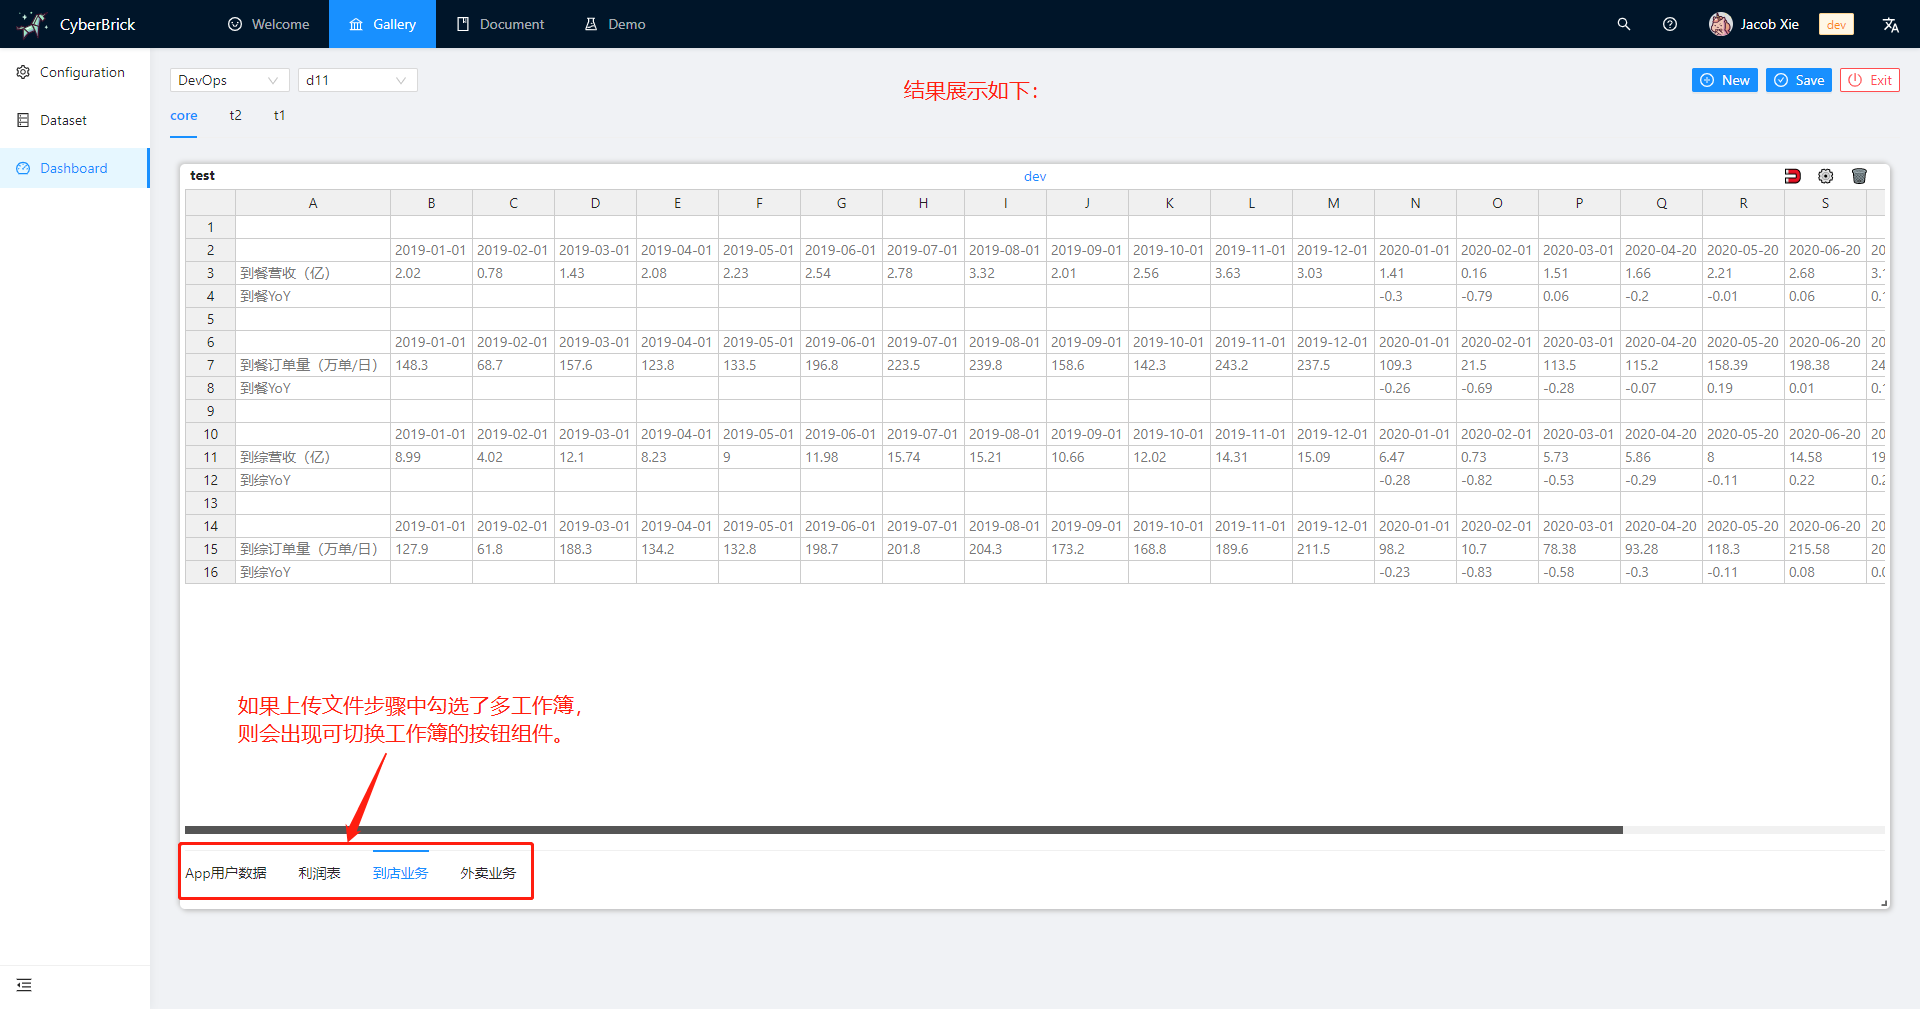 CyberBrick Welcome Gallery Document Demo Jacob Xie dev
Configuration
Dataset
Dashboard
DevOps d11
结果展示如下：
New Save Exit
core t2 t1
test dev
A B C D E F G H I J K L M N O P Q R S
1
2 2019-01-01 2019-02-01 2019-03-01 2019-04-01 2019-05-01 2019-06-01 2019-07-01 2019-08-01 2019-09-01 2019-10-01 2019-11-01 2019-12-01 2020-01-01 2020-02-01 2020-03-01 2020-04-20 2020-05-20 2020-06-20 20
3 到餐营收（亿） 2.02 0.78 1.43 2.08 2.23 2.54 2.78 3.32 2.01 2.56 3.63 3.03 1.41 0.16 1.51 1.66 2.21 2.68 3.
4 到餐YoY -0.3 -0.79 0.06 -0.2 -0.01 0.06 0.
5
6 2019-01-01 2019-02-01 2019-03-01 2019-04-01 2019-05-01 2019-06-01 2019-07-01 2019-08-01 2019-09-01 2019-10-01 2019-11-01 2019-12-01 2020-01-01 2020-02-01 2020-03-01 2020-04-20 2020-05-20 2020-06-20 20
7 到餐订单量（万单/日） 148.3 68.7 157.6 123.8 133.5 196.8 223.5 239.8 158.6 142.3 243.2 237.5 109.3 21.5 113.5 115.2 158.39 198.38 24
8 到餐YoY -0.26 -0.69 -0.28 -0.07 0.19 0.01 0.
9
10 2019-01-01 2019-02-01 2019-03-01 2019-04-01 2019-05-01 2019-06-01 2019-07-01 2019-08-01 2019-09-01 2019-10-01 2019-11-01 2019-12-01 2020-01-01 2020-02-01 2020-03-01 2020-04-20 2020-05-20 2020-06-20 20
11 到综营收（亿） 8.99 4.02 12.1 8.23 9 11.98 15.74 15.21 10.66 12.02 14.31 15.09 6.47 0.73 5.73 5.86 8 14.58 19
12 到综YoY -0.28 -0.82 -0.53 -0.29 -0.11 0.22 0.2
13
14 2019-01-01 2019-02-01 2019-03-01 2019-04-01 2019-05-01 2019-06-01 2019-07-01 2019-08-01 2019-09-01 2019-10-01 2019-11-01 2019-12-01 2020-01-01 2020-02-01 2020-03-01 2020-04-20 2020-05-20 2020-06-20 20
15 到综订单量（万单/日） 127.9 61.8 188.3 134.2 132.8 198.7 201.8 204.3 173.2 168.8 189.6 211.5 98.2 10.7 78.38 93.28 118.3 215.58 20
16 到综YoY -0.23 -0.83 -0.58 -0.3 -0.11 0.08 0.0
如果上传文件步骤中勾选了多工作簿，
则会出现可切换工作簿的按钮组件。
App用户数据 利润表 到店业务 外卖业务